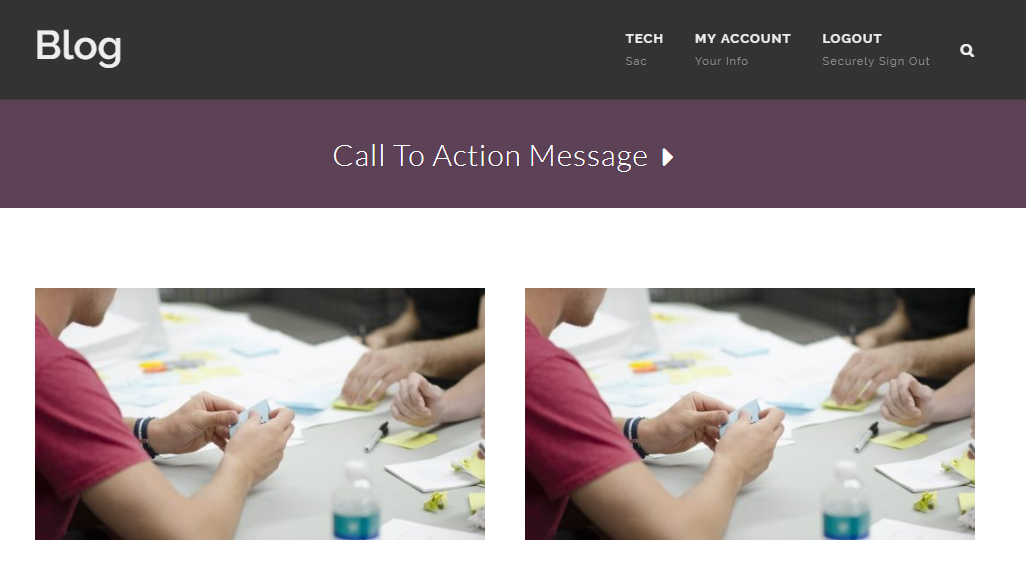 Blog
TECH
Sac
MY ACCOUNT
Your Info
LOGOUT
Securely Sign Out
Call To Action Message